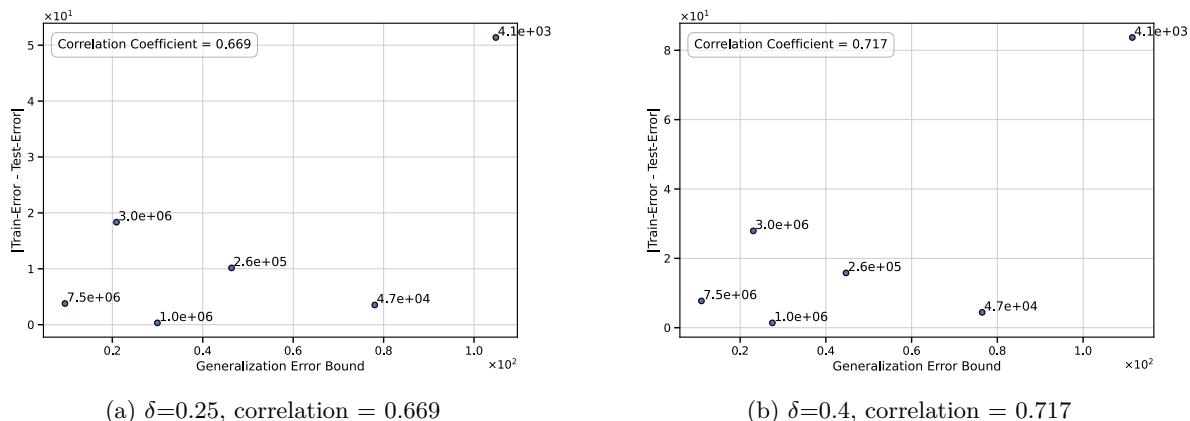 ×10¹
Correlation Coefficient = 0.669
4.1e+03
3.0e+06
2.6e+05
7.5e+06
4.7e+04
1.0e+06
5
4
3
2
1
0
|Train-Error - Test-Error|
0.2 0.4 0.6 0.8 1.0
Generalization Error Bound
×10²
(a) δ=0.25, correlation = 0.669
×10¹
Correlation Coefficient = 0.717
4.1e+03
3.0e+06
2.6e+05
7.5e+06
4.7e+04
1.0e+06
8
6
4
2
0
|Train-Error - Test-Error|
0.2 0.4 0.6 0.8 1.0
Generalization Error Bound
×10²
(b) δ=0.4, correlation = 0.717